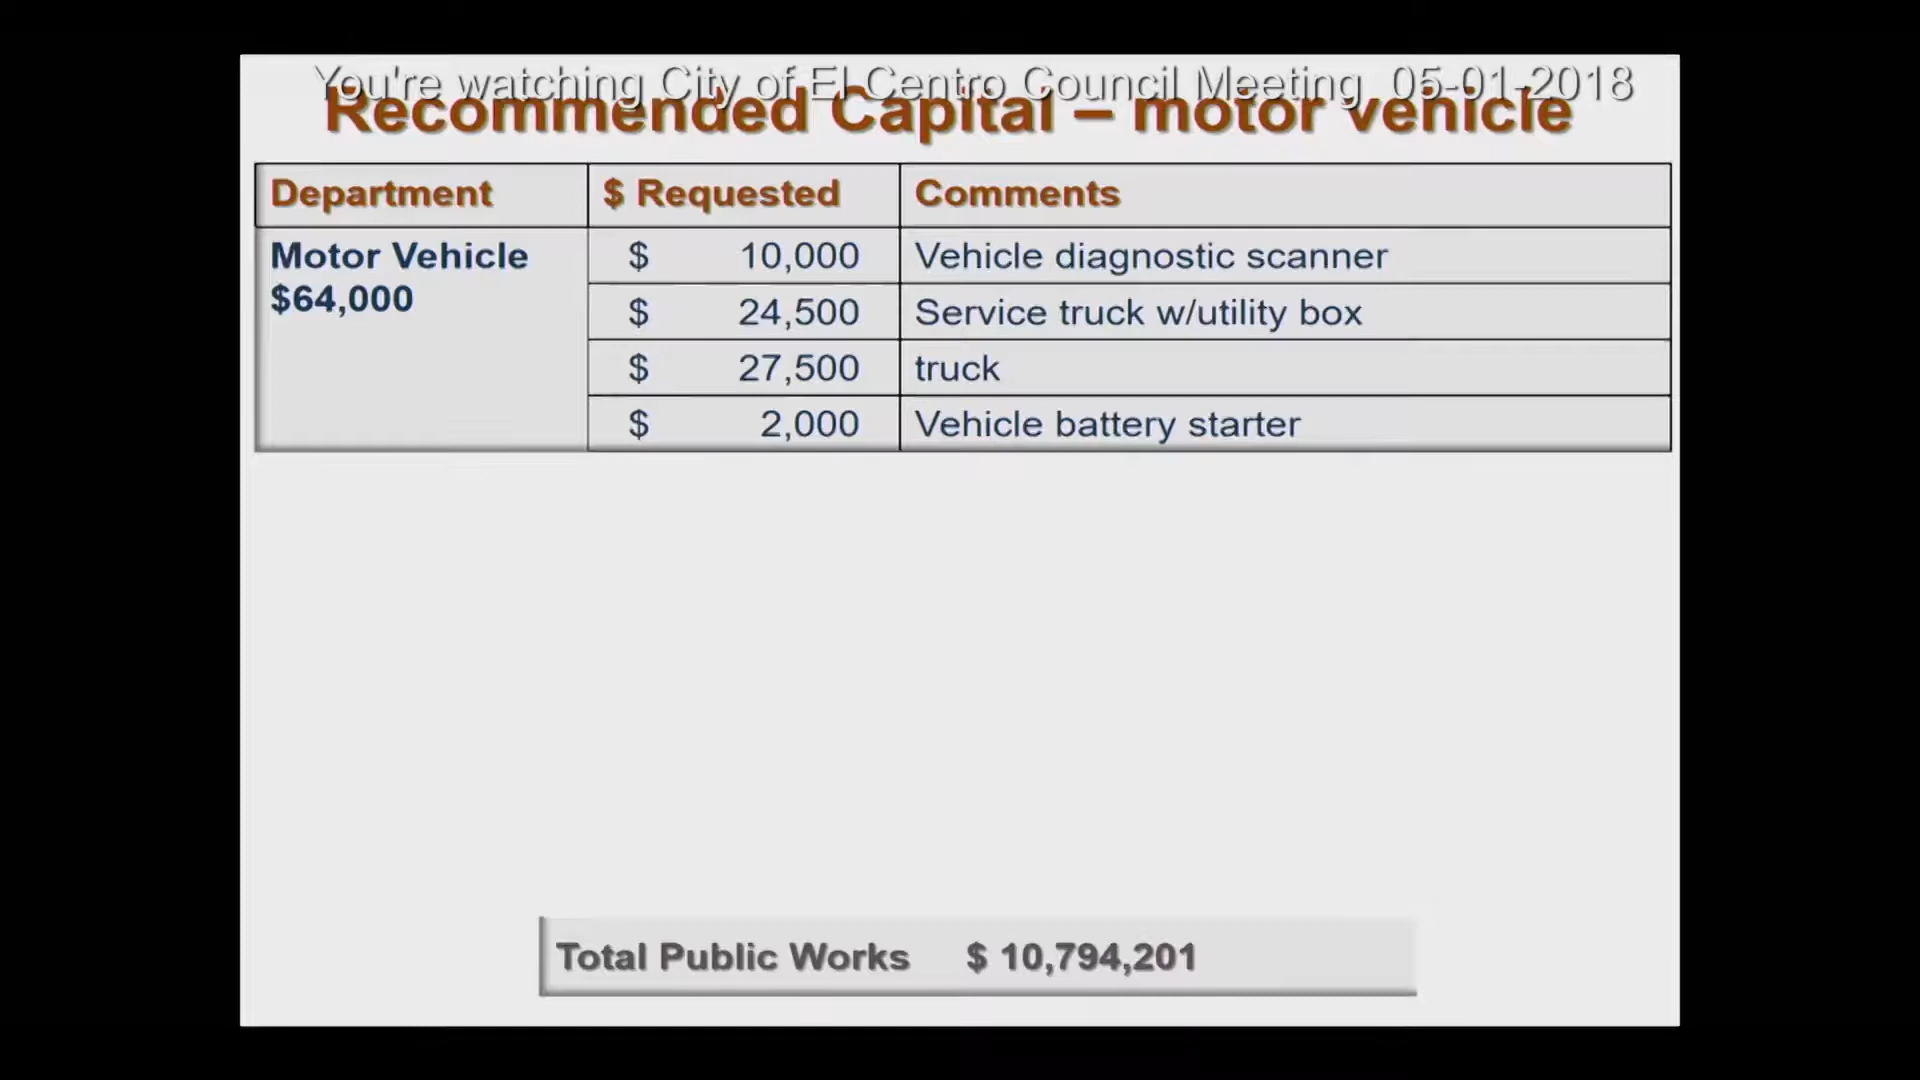 You're watching City of El Centro Council Meeting 05-01-2018
Recommended Capital – motor vehicle
Department $ Requested Comments
Motor Vehicle $ 10,000 Vehicle diagnostic scanner
$64,000 $ 24,500 Service truck w/utility box
$ 27,500 truck
$ 2,000 Vehicle battery starter
Total Public Works $ 10,794,201